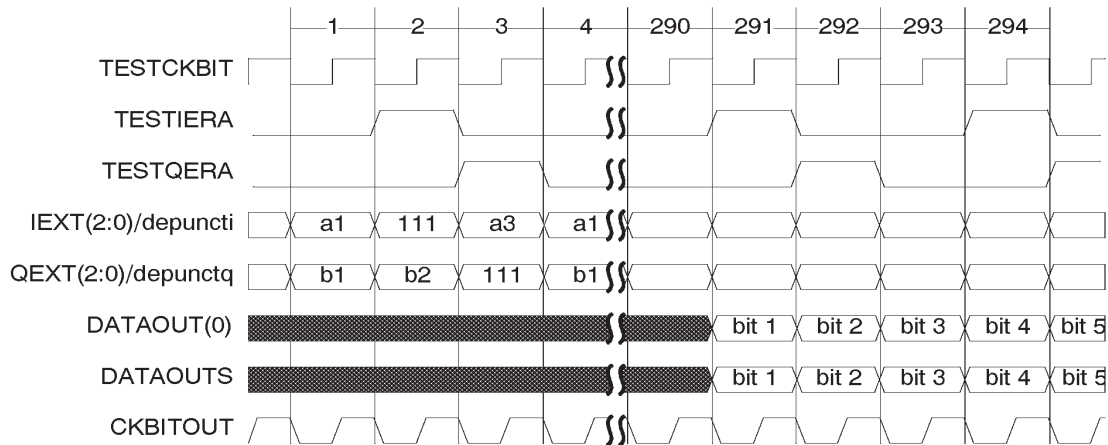 1 2 3 4 290 291 292 293 294
TESTCKBIT
TESTIERA
TESTQERA
IEXT(2:0)/depuncti a1 111 a3 a1
QEXT(2:0)/depunctq b1 b2 111 b1
DATAOUT(0) bit 1 bit 2 bit 3 bit 4 bit 5
DATAOUTS bit 1 bit 2 bit 3 bit 4 bit 5
CKBITOUT